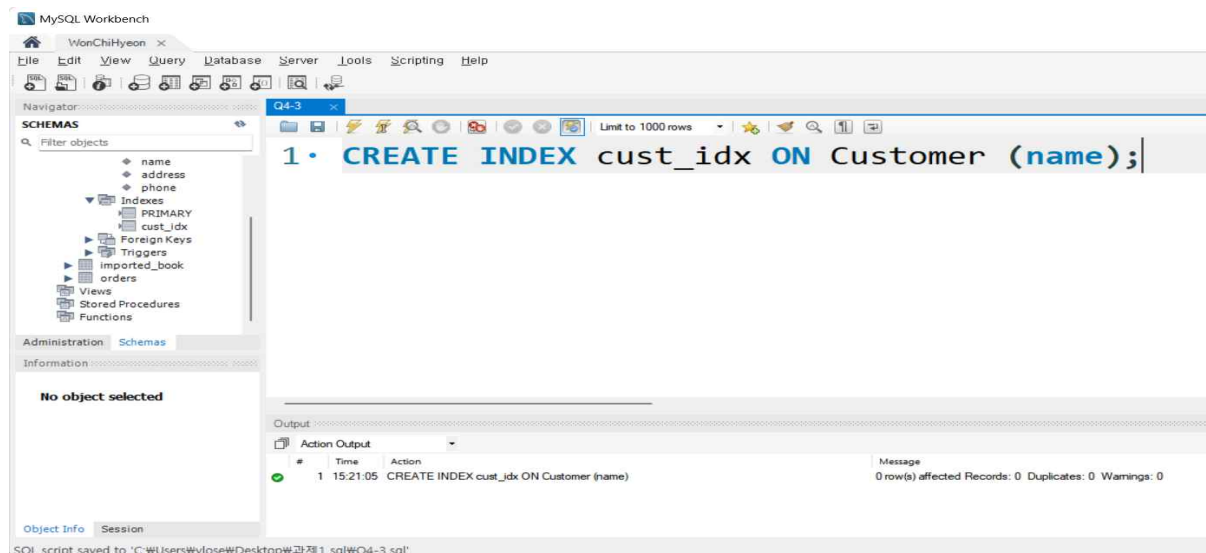 MySQL Workbench
WonChiHyeon ×
File Edit View Query Database Server Tools Scripting Help
Navigator
SCHEMAS
Filter objects
name
address
phone
Indexes
PRIMARY
cust_idx
Foreign Keys
Triggers
imported_book
orders
Views
Stored Procedures
Functions
Administration Schemas
Information
No object selected
Object Info Session
Q4-3 ×
Limit to 1000 rows
1 CREATE INDEX cust_idx ON Customer (name);
Output
Action Output
# Time Action Message
1 15:21:05 CREATE INDEX cust_idx ON Customer (name) 0 row(s) affected Records: 0 Duplicates: 0 Warnings: 0
SQL script saved to 'C:₩Users₩vlose₩Desktop₩과제1_sql₩Q4-3.sql'